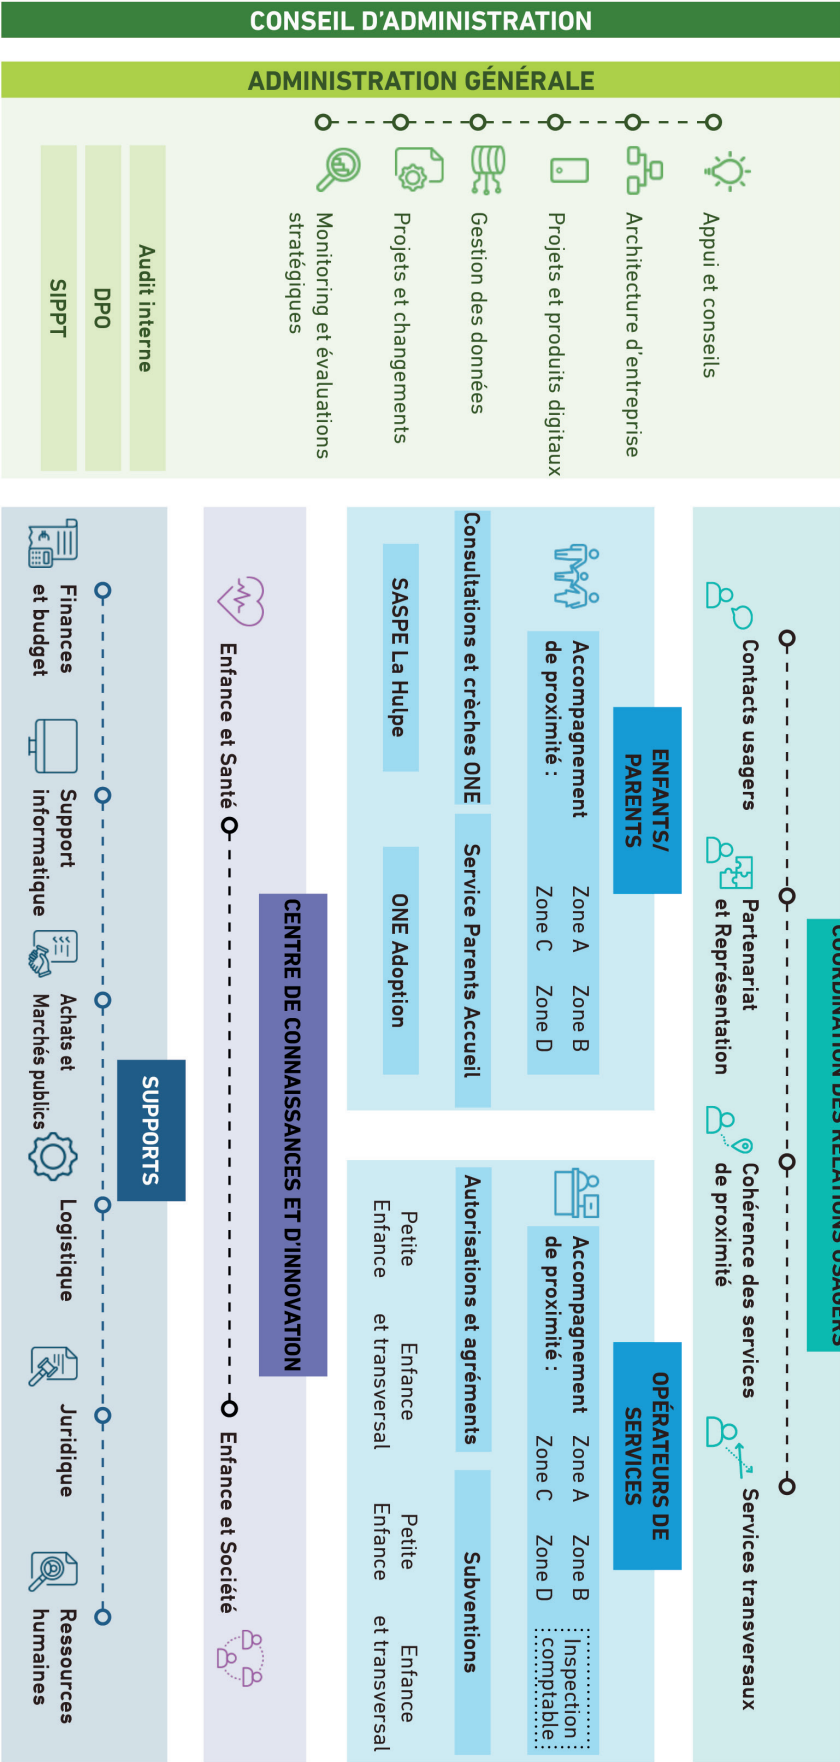 CONSEIL D’ADMINISTRATION
ADMINISTRATION GÉNÉRALE
Appui et conseils
Architecture d’entreprise
Projets et produits digitaux
Gestion des données
Projets et changements
Monitoring et évaluations
stratégiques
Audit interne
DPO
SIPPT
COORDINATION DES RELATIONS USAGERS
Contacts usagers
Partenariat
et Représentation
Cohérence des services
de proximité
Services transversaux
ENFANTS/
PARENTS
Accompagnement
de proximité :
Zone A
Zone B
Zone C
Zone D
Consultations et crèches ONE
Service Parents Accueil
SASPE La Hulpe
ONE Adoption
OPÉRATEURS DE
SERVICES
Accompagnement
de proximité :
Zone A
Zone B
Zone C
Zone D
Inspection
comptable
Autorisations et agréments
Petite
Enfance
Enfance
et transversal
Subventions
Petite
Enfance
Enfance
et transversal
CENTRE DE CONNAISSANCES ET D’INNOVATION
Enfance et Santé
Enfance et Société
SUPPORTS
Finances
et budget
Support
informatique
Achats et
Marchés publics
Logistique
Juridique
Ressources
humaines